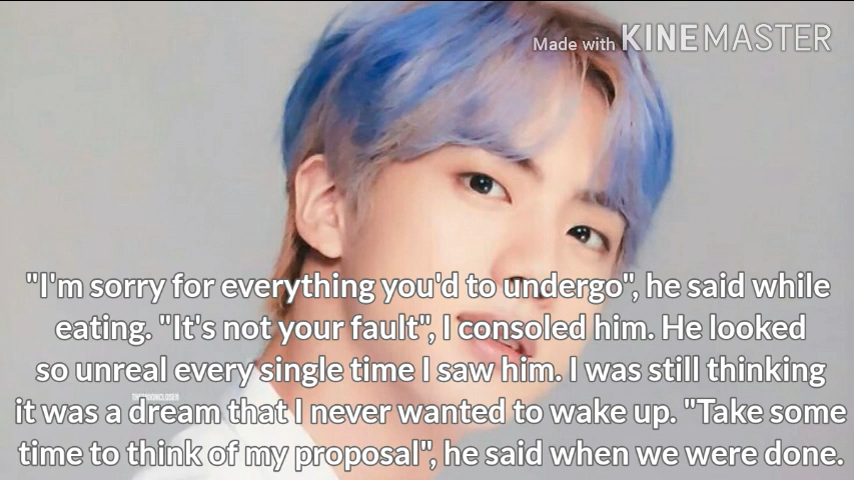 Made with KINEMASTER
"I'm sorry for everything you'd to undergo", he said while
eating. "It's not your fault", I consoled him. He looked
so unreal every single time I saw him. I was still thinking
it was a dream that I never wanted to wake up. "Take some
time to think of my proposal", he said when we were done.